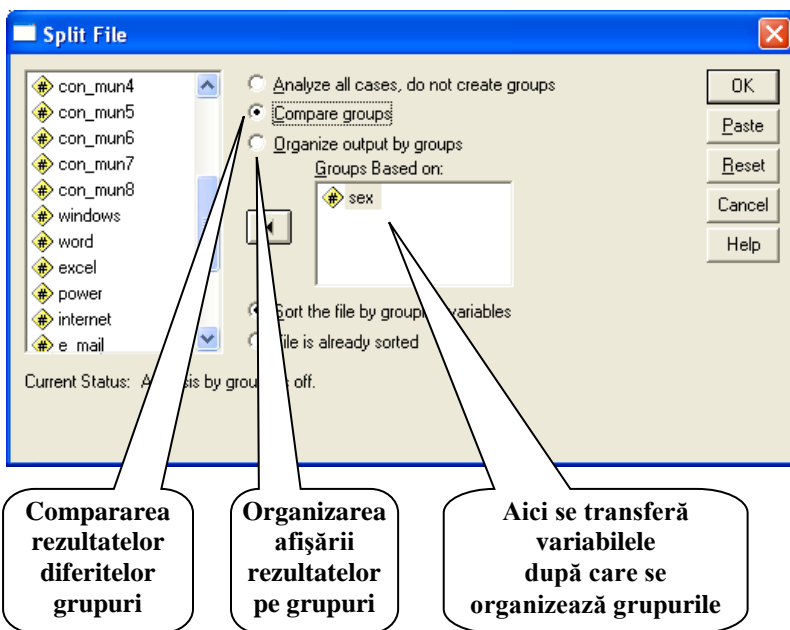 Split File
con_mun4
con_mun5
con_mun6
con_mun7
con_mun8
windows
word
excel
power
internet
e_mail
Analyze all cases, do not create groups
Compare groups
Organize output by groups
Groups Based on:
sex
Sort the file by grouping variables
File is already sorted
OK
Paste
Reset
Cancel
Help
Current Status: Analysis by groups is off.
Compararea
rezultatelor
diferitelor
grupuri
Organizarea
afişării
rezultatelor
pe grupuri
Aici se transferă
variabilele
după care se
organizează grupurile